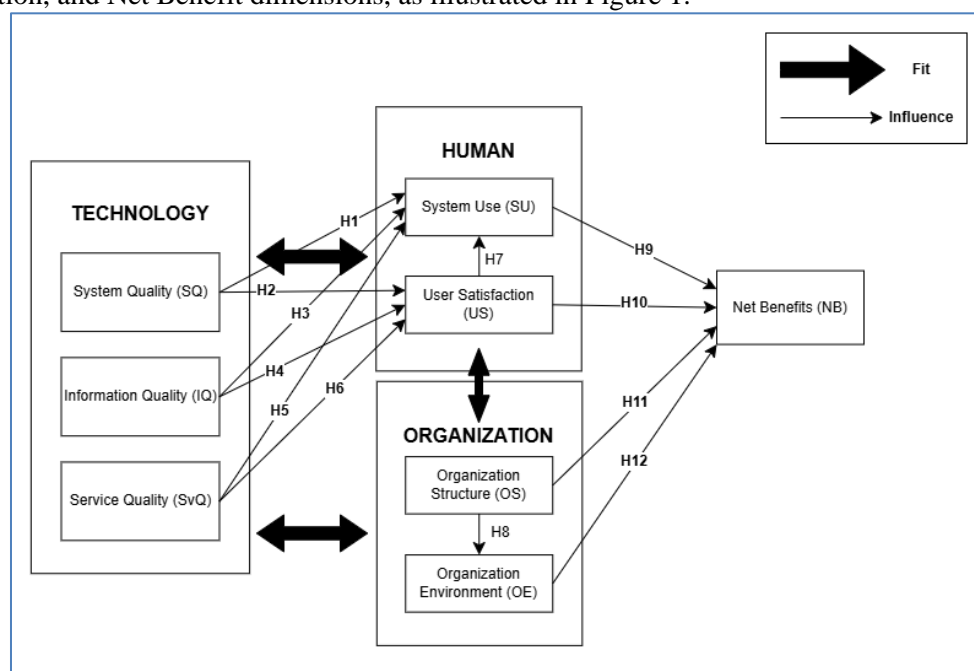 tion, and Net Benefit dimensions, as illustrated in Figure 1.
Fit
Influence
HUMAN
TECHNOLOGY
System Use (SU)
H1
H9
H7
System Quality (SQ)
H2
User Satisfaction
(US)
H10
Net Benefits (NB)
H3
H4
H6
Information Quality (IQ)
H5
H11
ORGANIZATION
H12
Organization
Structure (OS)
Service Quality (SvQ)
H8
Organization
Environment (OE)